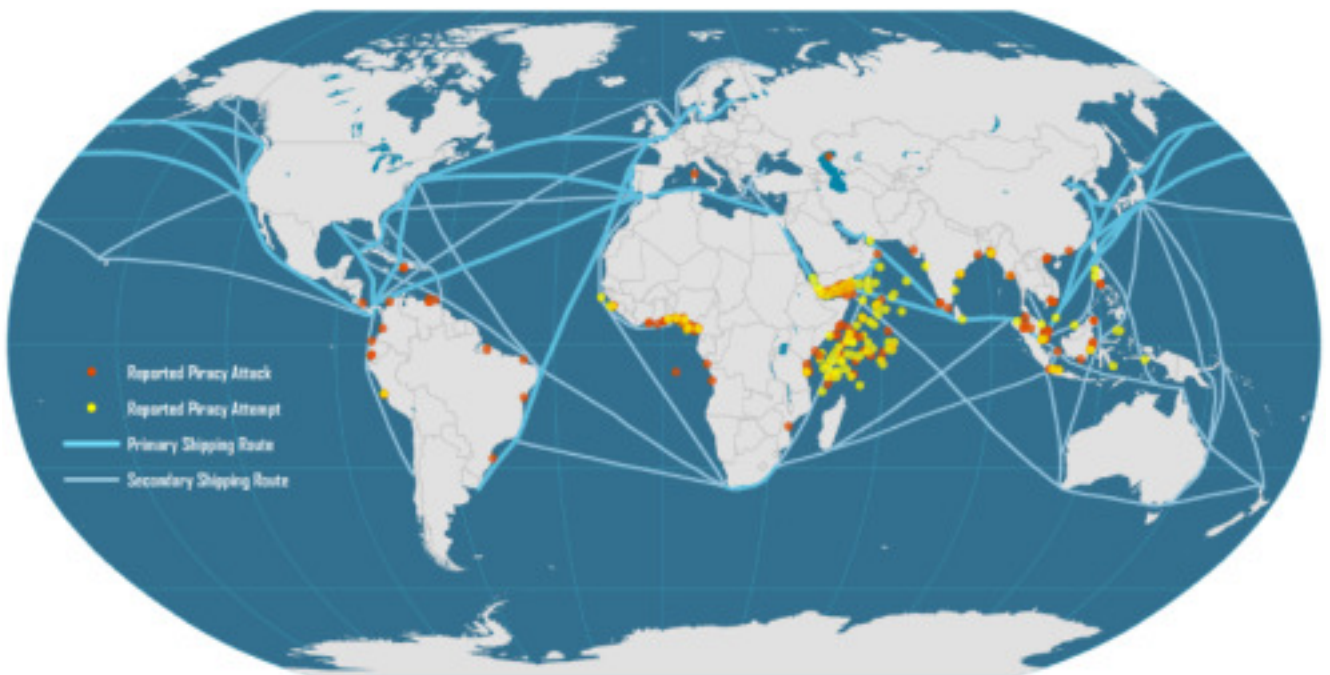 Reported Piracy Attack
Reported Piracy Attempt
Primary Shipping Route
Secondary Shipping Route